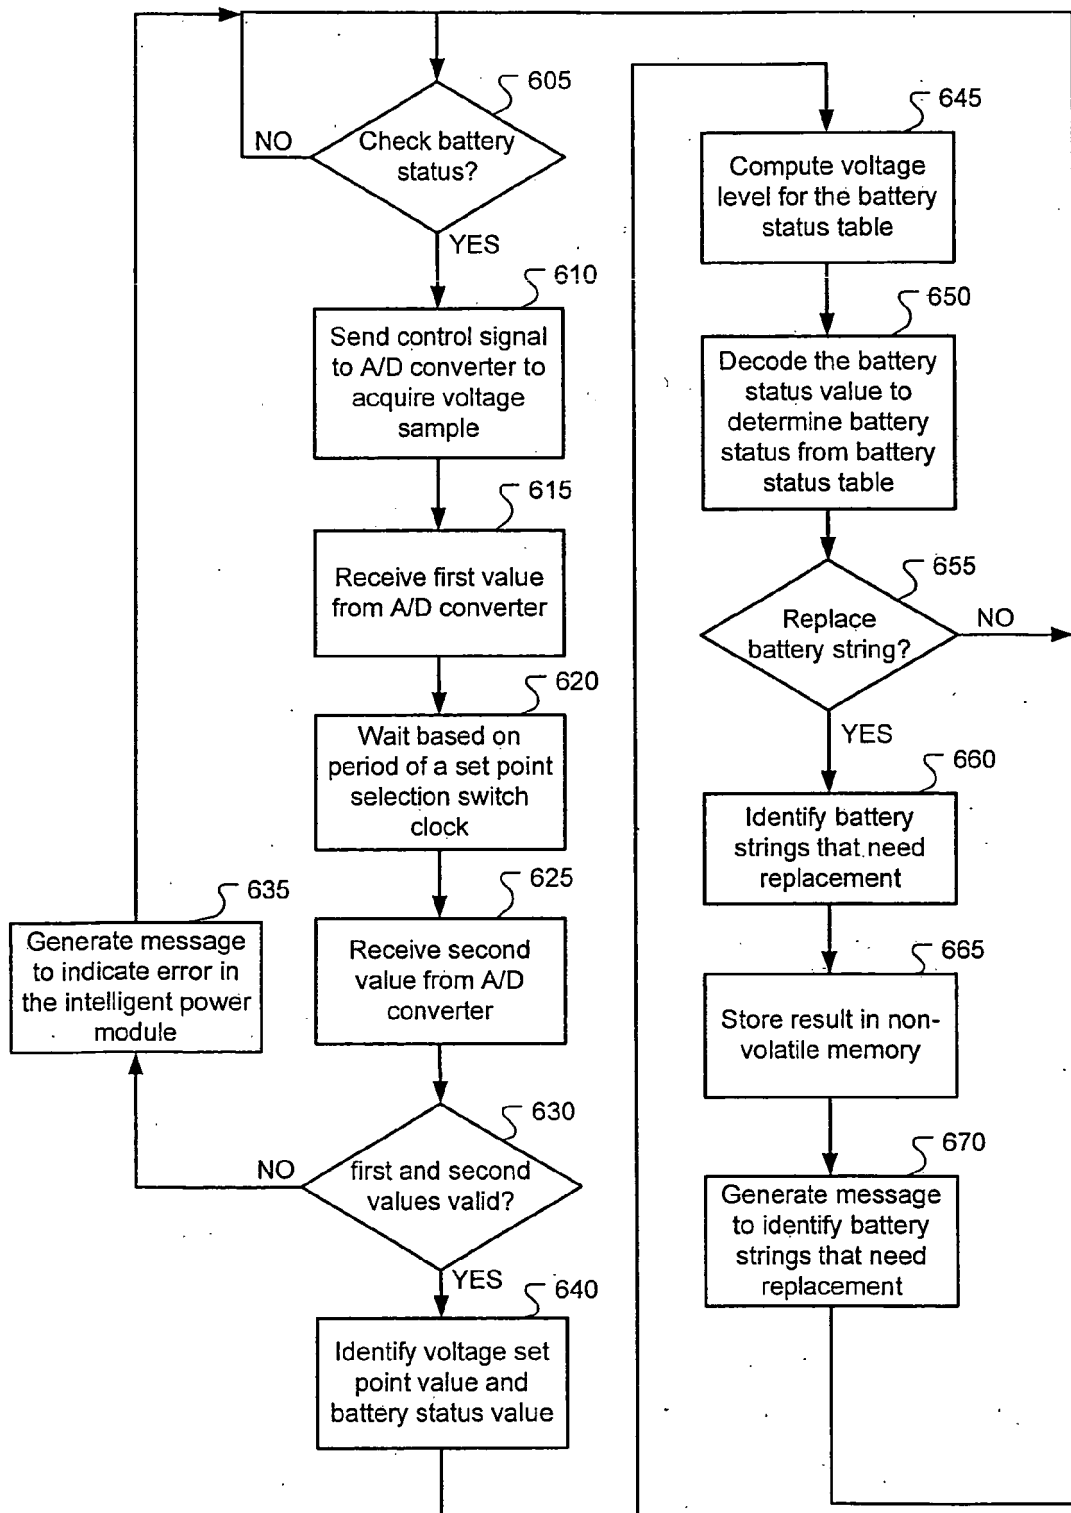 605
Check battery
status?
NO
YES
610
Send control signal
to A/D converter to
acquire voltage
sample
615
Receive first value
from A/D converter
620
Wait based on
period of a set point
selection switch
clock
625
Receive second
value from A/D
converter
635
Generate message
to indicate error in
the intelligent power
module
630
first and second
values valid?
NO
YES
640
Identify voltage set
point value and
battery status value
645
Compute voltage
level for the battery
status table
650
Decode the battery
status value to
determine battery
status from battery
status table
655
Replace
battery string?
NO
YES
660
Identify battery
strings that need
replacement
665
Store result in non-
volatile memory
670
Generate message
to identify battery
strings that need
replacement